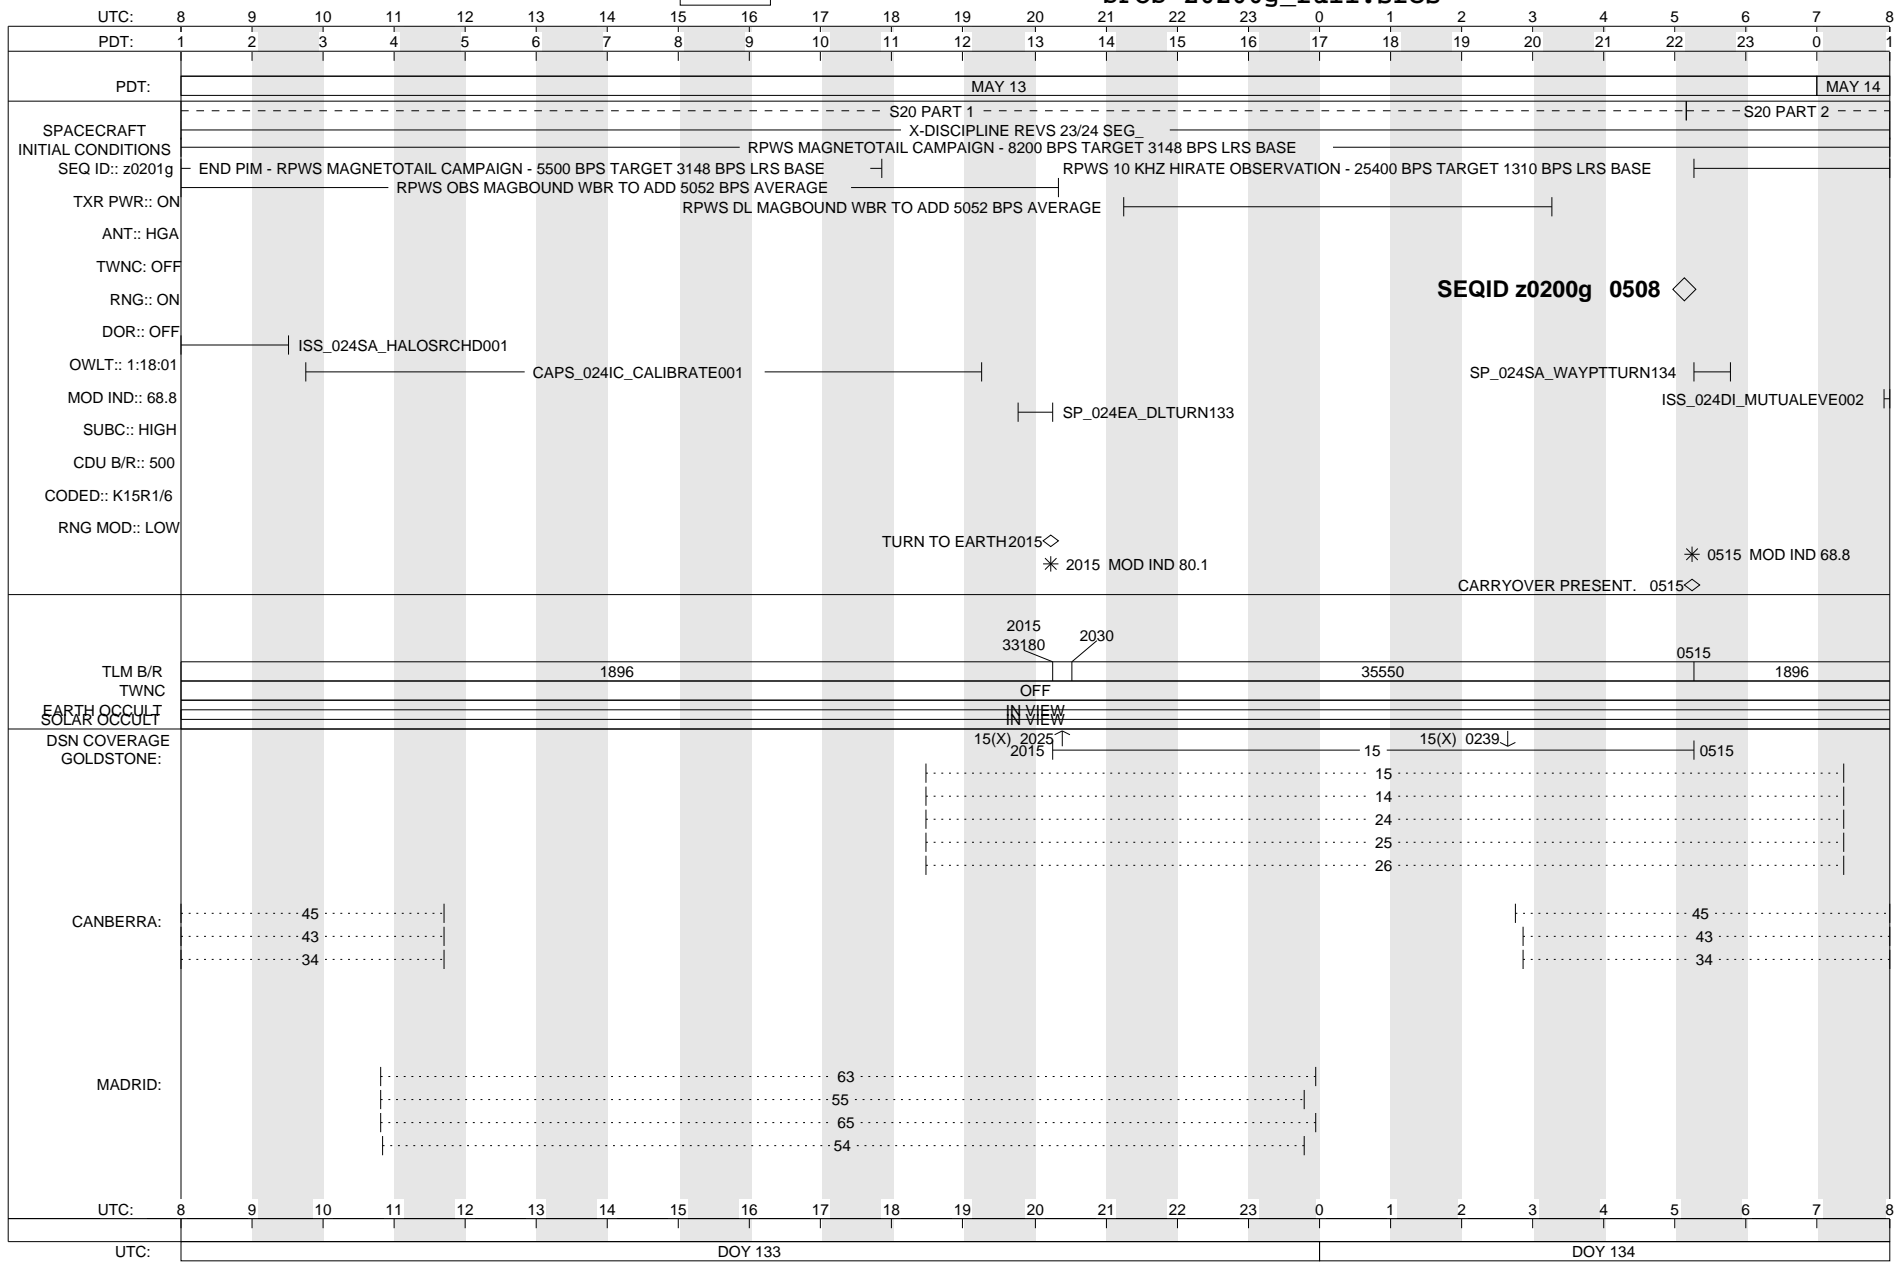 UTC: 8 9 10 11 12 13 14 15 16 17 18 19 20 21 22 23 0 1 2 3 4 5 6 7 8
PDT: 1 2 3 4 5 6 7 8 9 10 11 12 13 14 15 16 17 18 19 20 21 22 23 0 1
PDT: MAY 13 MAY 14
S20 PART 1 S20 PART 2
SPACECRAFT X-DISCIPLINE REVS 23/24 SEG_
INITIAL CONDITIONS RPWS MAGNETOTAIL CAMPAIGN - 8200 BPS TARGET 3148 BPS LRS BASE
SEQ ID:: z0201g END PIM - RPWS MAGNETOTAIL CAMPAIGN - 5500 BPS TARGET 3148 BPS LRS BASE RPWS 10 KHZ HIRATE OBSERVATION - 25400 BPS TARGET 1310 BPS LRS BASE
RPWS OBS MAGBOUND WBR TO ADD 5052 BPS AVERAGE
TXR PWR:: ON RPWS DL MAGBOUND WBR TO ADD 5052 BPS AVERAGE
ANT:: HGA
TWNC: OFF
SEQID z0200g 0508
RNG:: ON
DOR:: OFF
ISS_024SA_HALOSRCHD001
OWLT:: 1:18:01 CAPS_024IC_CALIBRATE001 SP_024SA_WAYPTTURN134
MOD IND:: 68.8 ISS_024DI_MUTUALEVE002
SP_024EA_DLTURN133
SUBC:: HIGH
CDU B/R:: 500
CODED:: K15R1/6
RNG MOD:: LOW
TURN TO EARTH2015
0515 MOD IND 68.8
2015 MOD IND 80.1
CARRYOVER PRESENT. 0515
2015
33180 2030
0515
TLM B/R 1896 35550 1896
TWNC OFF
EARTH OCCULT IN VIEW
SOLAR OCCULT IN VIEW
DSN COVERAGE 15(X) 2025 15(X) 0239
GOLDSTONE: 2015 15 0515
15
14
24
25
26
CANBERRA: 45 45
43 43
34 34
MADRID: 63
55
65
54
UTC: 8 9 10 11 12 13 14 15 16 17 18 19 20 21 22 23 0 1 2 3 4 5 6 7 8
UTC: DOY 133 DOY 134